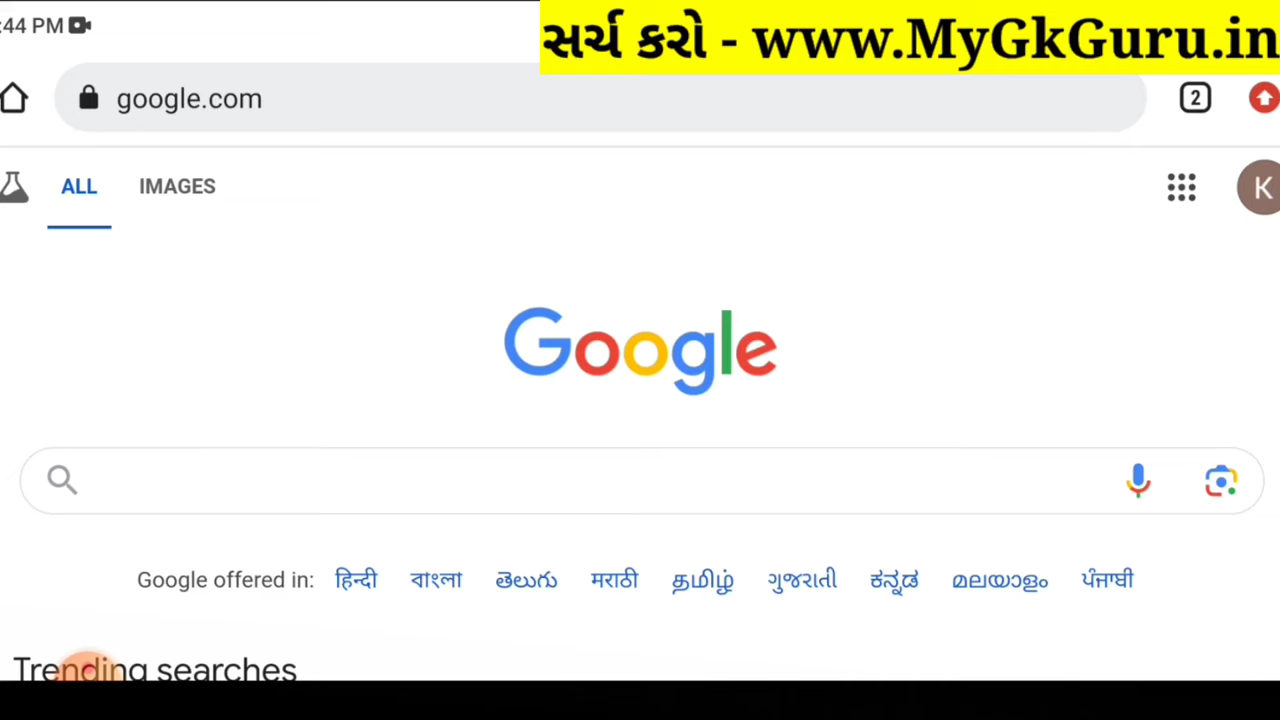 :44 PM
સર્ચ કરો - www.MyGkGuru.in
google.com
2
ALL IMAGES
K
Google
Google offered in: हिन्दी বাংলা తెలుగు मराठी தமிழ் ગુજરાતી ಕನ್ನಡ മലയാളം ਪੰਜਾਬੀ
Trending searches